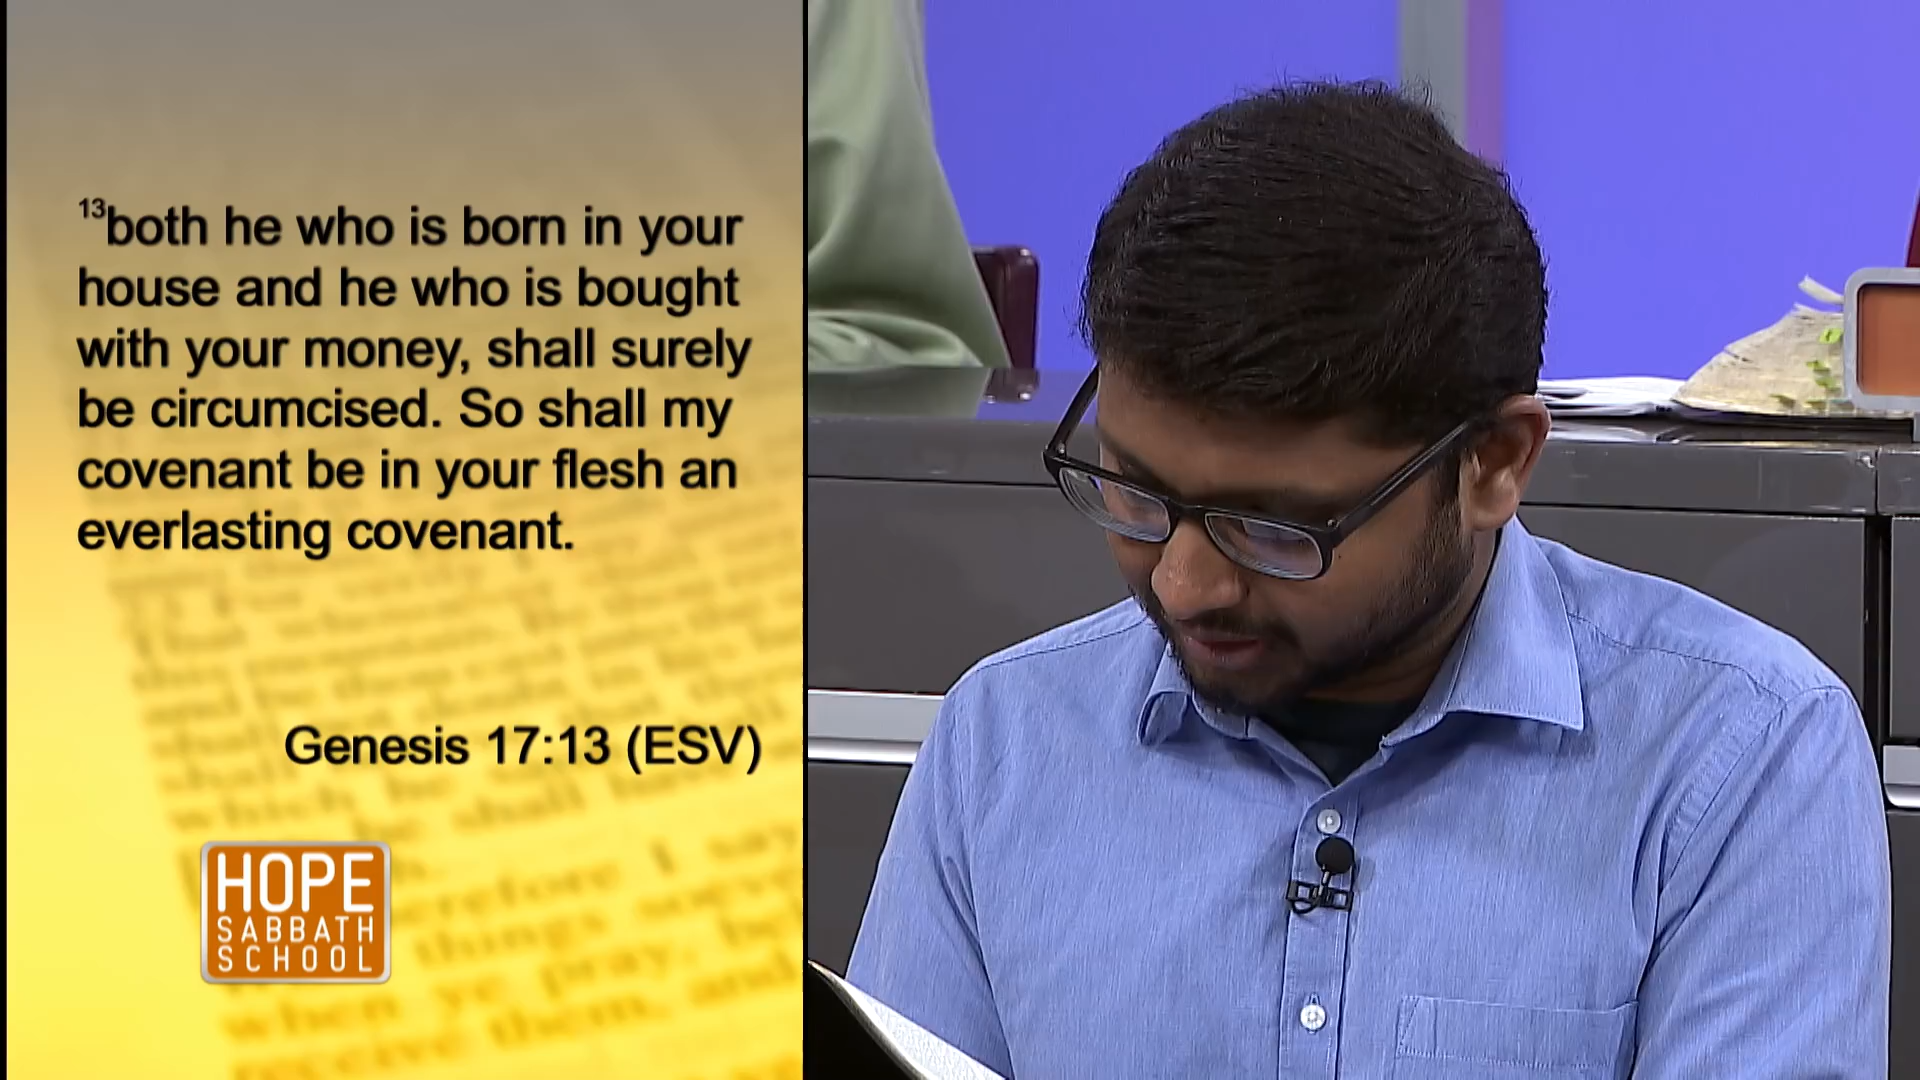 13both he who is born in your
house and he who is bought
with your money, shall surely
be circumcised. So shall my
covenant be in your flesh an
everlasting covenant.
Genesis 17:13 (ESV)
HOPE
SABBATH
SCHOOL